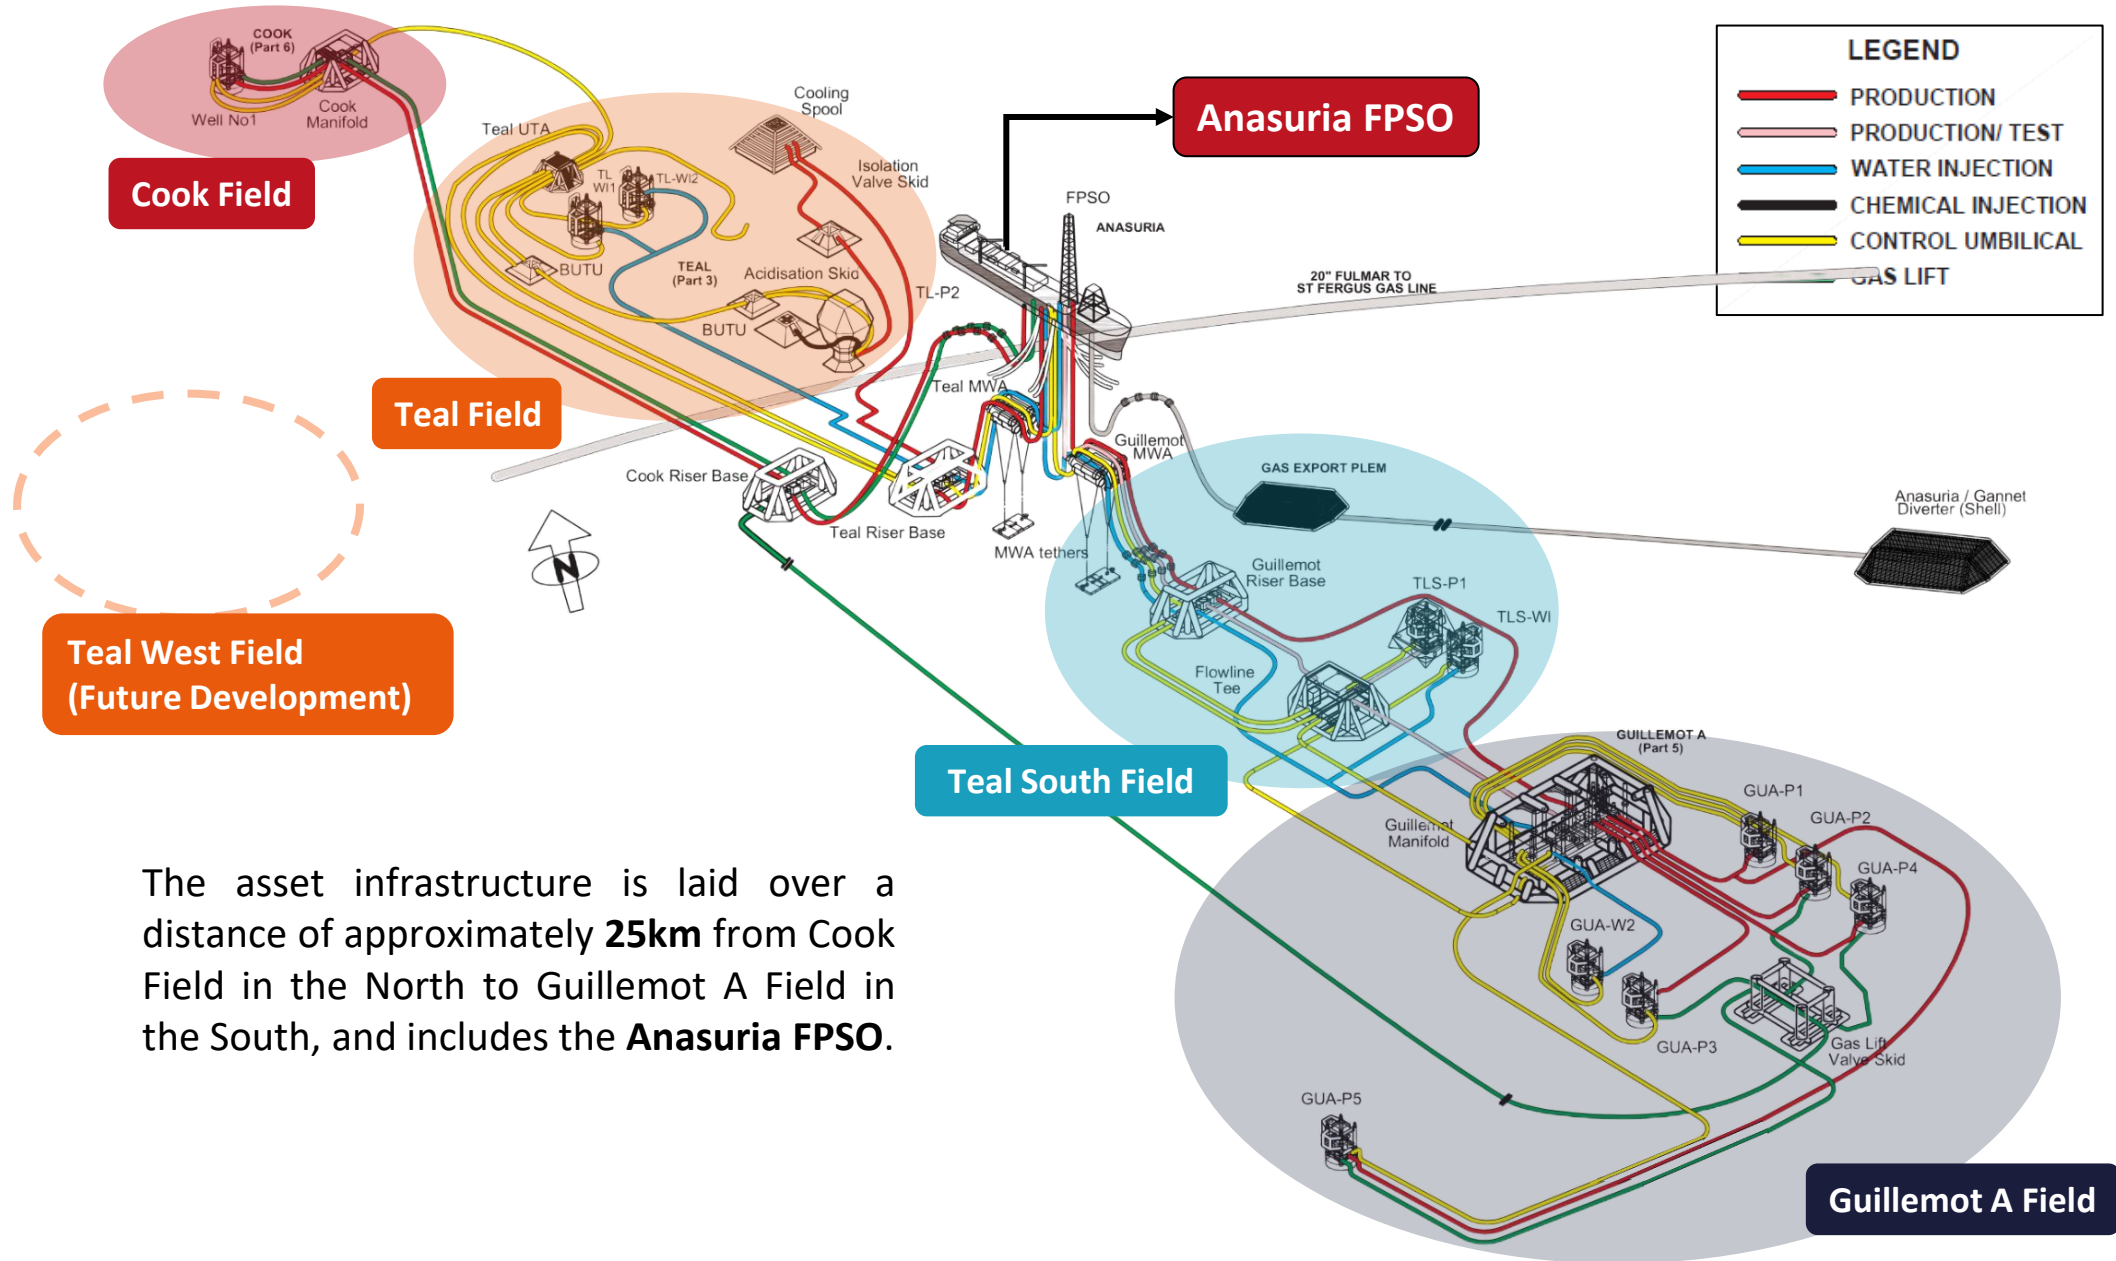 COOK
(Part 6)
Well No1
Cook
Manifold
Cook Field
Teal UTA
TL
WI1
TL-WI2
Cooling
Spool
Isolation
Valve Skid
BUTU
TEAL
(Part 3)
Acidisation Skid
BUTU
TL-P2
Teal Field
Anasuria FPSO
FPSO
ANASURIA
20" FULMAR TO
ST FERGUS GAS LINE
LEGEND
PRODUCTION
PRODUCTION/ TEST
WATER INJECTION
CHEMICAL INJECTION
CONTROL UMBILICAL
GAS LIFT
Teal MWA
Guillemot
MWA
Cook Riser Base
Teal Riser Base
MWA tethers
N
GAS EXPORT PLEM
Anasuria / Gannet
Diverter (Shell)
Guillemot
Riser Base
TLS-P1
TLS-WI
Flowline
Tee
Teal West Field
(Future Development)
Teal South Field
GUILLEMOT A
(Part 5)
Guillemot
Manifold
GUA-P1
GUA-P2
GUA-P4
GUA-W2
GUA-P3
Gas Lift
Valve Skid
GUA-P5
Guillemot A Field
The asset infrastructure is laid over a
distance of approximately 25km from Cook
Field in the North to Guillemot A Field in
the South, and includes the Anasuria FPSO.